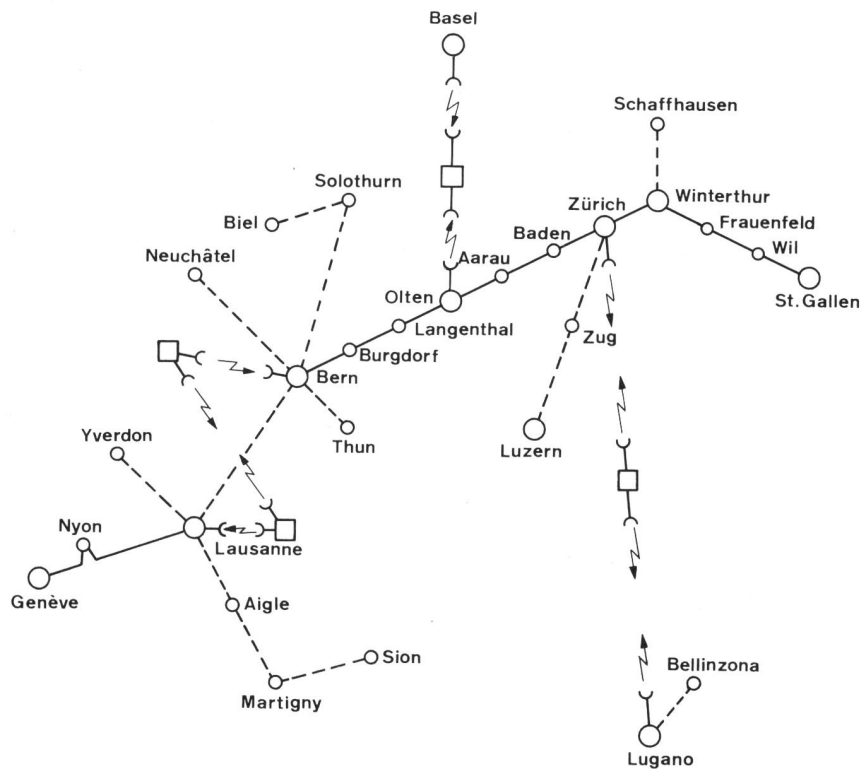 Basel
Schaffhausen
Solothurn
Zürich
Winterthur
Biel
Baden
Frauenfeld
Neuchâtel
Aarau
Wil
Olten
St. Gallen
Langenthal
Zug
Burgdorf
Bern
Yverdon
Thun
Luzern
Nyon
Lausanne
Genève
Aigle
Sion
Bellinzona
Martigny
Lugano